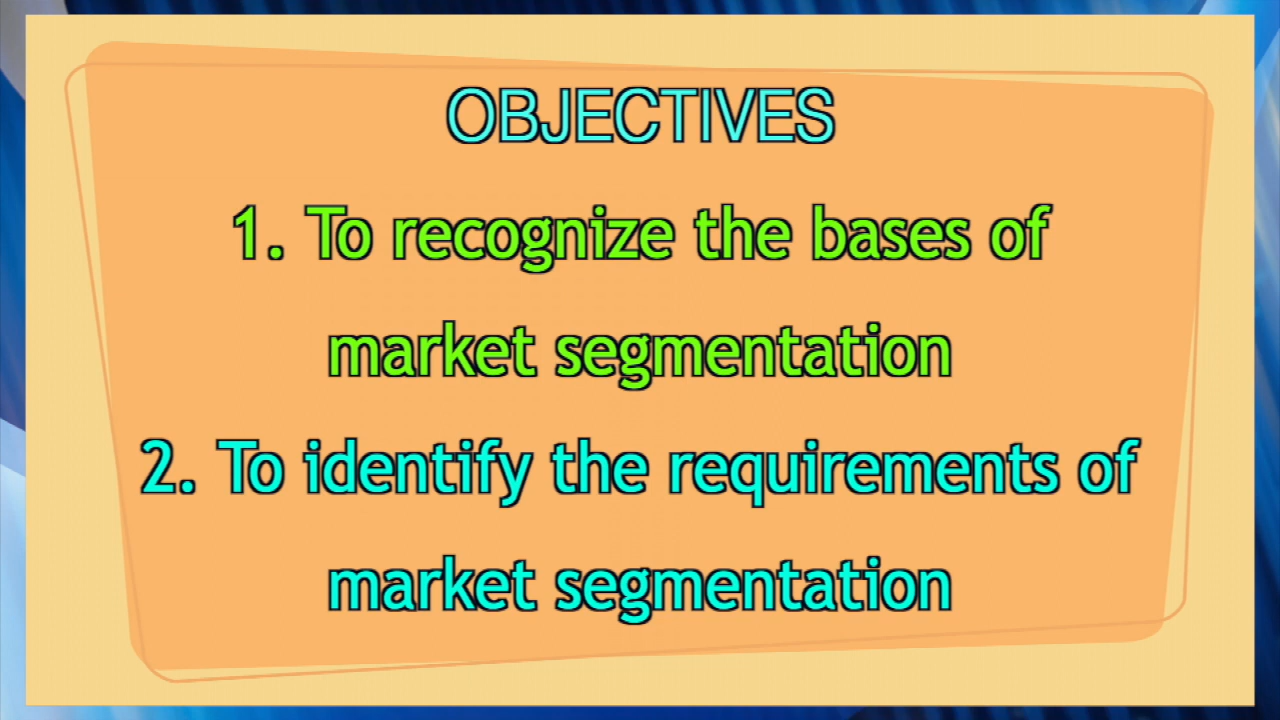 OBJECTIVES
1. To recognize the bases of
market segmentation
2. To identify the requirements of
market segmentation